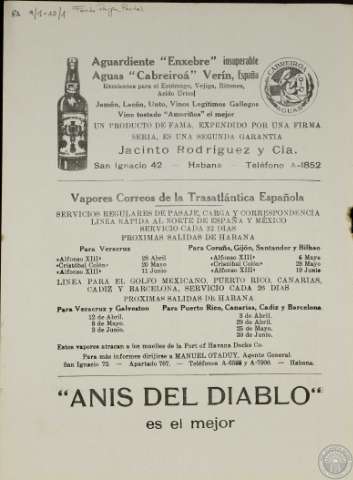 Aguardiente "Enxebre" insuperable
Aguas "Cabreiroá" Verín, España
Excelentes para el Estómago, Vejiga, Riñones,
Acido Urico
Jamón, Lacón, Unto, Vinos Legítimos Gallegos
Vino tostado "Amoriños" el mejor
UN PRODUCTO DE FAMA, EXPENDIDO POR UNA FIRMA
SERIA, ES UNA SEGUNDA GARANTIA
Jacinto Rodríguez y Cía.
San Ignacio 42 — Habana — Teléfono A-1852
CABREIROA
AGUAS
Vapores Correos de la Trasatlántica Española
SERVICIOS REGULARES DE PASAJE, CARGA Y CORRESPONDENCIA
LINEA RAPIDA AL NORTE DE ESPAÑA Y MÉXICO
SERVICIO CADA 22 DIAS
PROXIMAS SALIDAS DE HABANA
Para Veracruz Para Coruña, Gijón, Santander y Bilbao
«Alfonso XIII» 28 Abril «Alfonso XIII» 6 Mayo
«Cristóbal Colón» 20 Mayo «Cristóbal Colón» 28 Mayo
«Alfonso XIII» 11 Junio «Alfonso XIII» 19 Junio
LINEA PARA EL GOLFO MEXICANO, PUERTO RICO, CANARIAS,
CADIZ Y BARCELONA, SERVICIO CADA 26 DIAS
PROXIMAS SALIDAS DE HABANA
Para Veracruz y Galveston Para Puerto Rico, Canarias, Cadiz y Barcelona
12 de Abril. 3 de Abril.
8 de Mayo. 29 de Abril.
3 de Junio. 25 de Mayo.
20 de Junio.
Estos vapores atracan a los muelles de la Port of Havana Docks Co.
Para más informes dirigirse a MANUEL OTADUY, Agente General.
San Ignacio 72. — Apartado 707. — Teléfonos y A-7900. — Habana.
"ANIS DEL DIABLO"
es el mejor